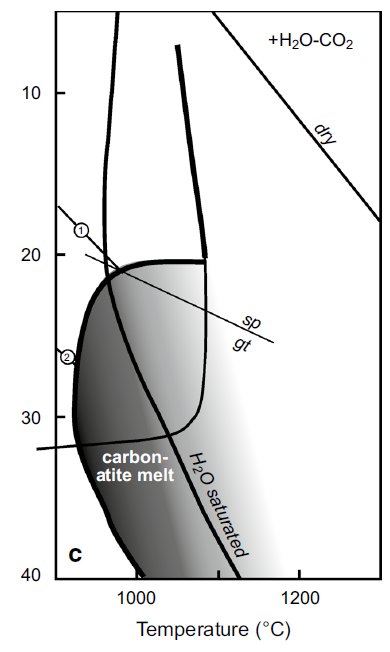 +H₂O-CO₂
10
dry
1
20
sp
gt
2
30
carbon-
atite melt
H₂O saturated
c
40
1000
1200
Temperature (°C)